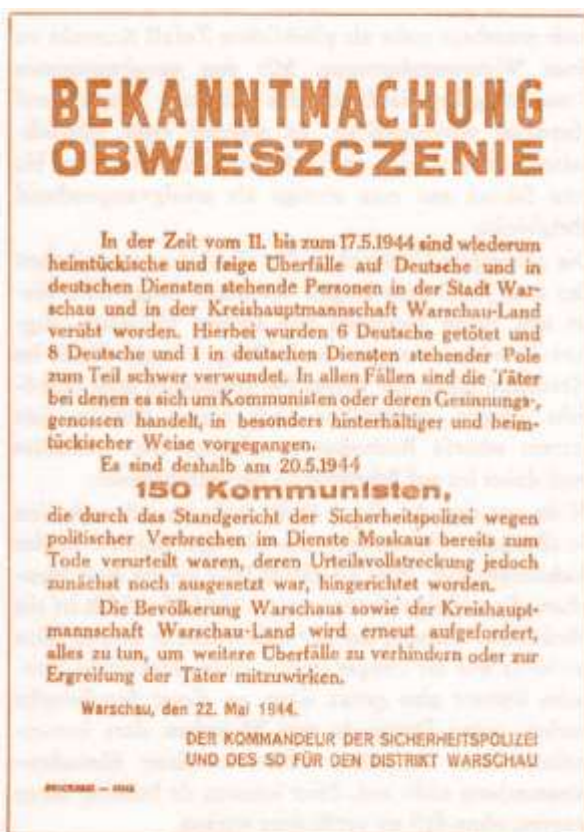 BEKANNTMACHUNG
OBWIESZCZENIE
In der Zeit vom 11. bis zum 17.5.1944 sind wiederum
heimtückische und feige Überfälle auf Deutsche und in
deutschen Diensten stehende Personen in der Stadt War-
schau und in der Kreishauptmannschaft Warschau-Land
verübt worden. Hierbei wurden 6 Deutsche getötet und
8 Deutsche und 1 in deutschen Diensten stehender Pole
zum Teil schwer verwundet. In allen Fällen sind die Täter
bei denen es sich um Kommunisten oder deren Gesinnungs-,
genossen handelt, in besonders hinterhältiger und heim-
tückischer Weise vorgegangen.
Es sind deshalb am 20.5.1944
150 Kommunisten,
die durch das Standgericht der Sicherheitspolizei wegen
politischer Verbrechen im Dienste Moskaus bereits zum
Tode verurteilt waren, deren Urteilsvollstreckung jedoch
zunächst noch ausgesetzt war, hingerichtet worden.
Die Bevölkerung Warschaus sowie der Kreishaupt-
mannschaft Warschau-Land wird erneut aufgefordert,
alles zu tun, um weitere Überfälle zu verhindern oder zur
Ergreifung der Täter mitzuwirken.
Warschau, den 22. Mai 1944.
DER KOMMANDEUR DER SICHERHEITSPOLIZEI
UND DES SD FÜR DEN DISTRIKT WARSCHAU